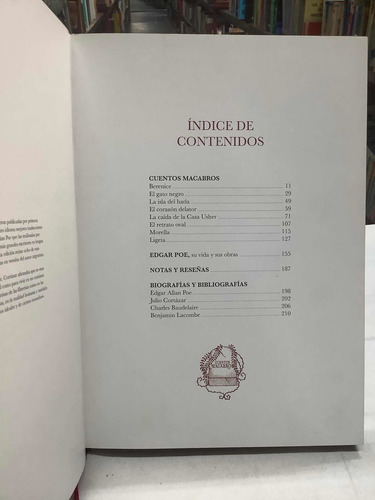 ÍNDICE DE
CONTENIDOS
CUENTOS MACABROS
Berenice 11
El gato negro 29
La isla del hada 49
El corazón delator 59
La caída de la Casa Usher 71
El retrato oval 107
Morella 115
Ligeia 127
EDGAR POE, su vida y sus obras 155
NOTAS Y RESEÑAS 187
BIOGRAFÍAS Y BIBLIOGRAFÍAS
Edgar Allan Poe 198
Julio Cortázar 202
Charles Baudelaire 206
Benjamin Lacombe 210
CUENTOS
MACABROS